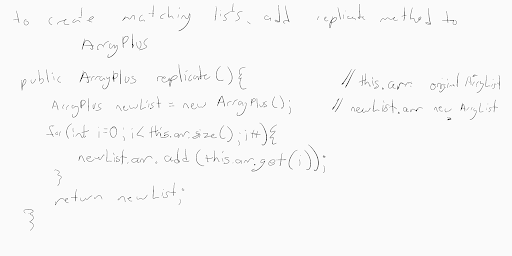 to create matching lists, add replicate method to
ArrayPlus
public ArrayPlus replicate(){ // this.arr original ArrayList
ArrayPlus newList = new ArrayPlus(); // newList.arr new ArrayList
for(int i=0; i<this.arr.size(); i++){
newList.arr.add(this.arr.get(i));
}
return newList;
}